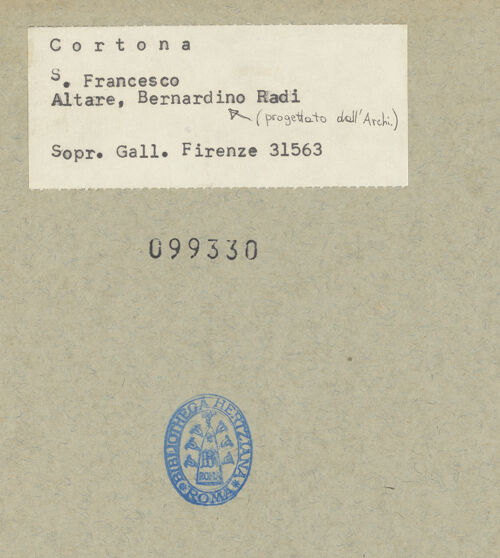 Cortona
S. Francesco
Altare, Bernardino Radi
(progettato dall'Archi.)
Sopr. Gall. Firenze 31563
099330
BIBLIOTHECA HERTZIANA
ROMA